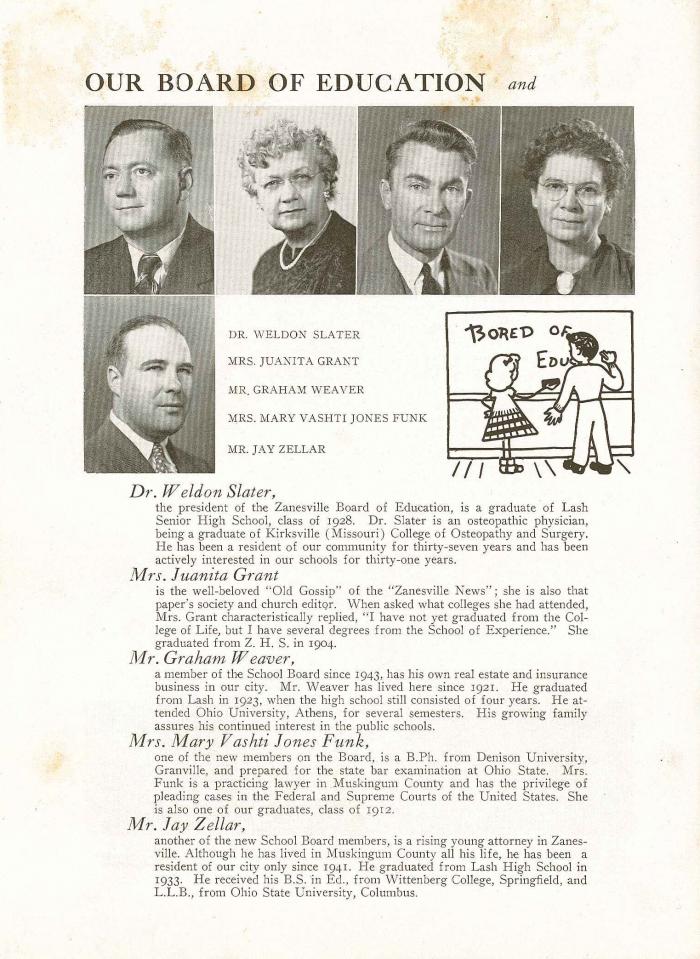 OUR BOARD OF EDUCATION and
DR. WELDON SLATER
MRS. JUANITA GRANT
MR. GRAHAM WEAVER
MRS. MARY VASHTI JONES FUNK
MR. JAY ZELLAR
BORED OF
EDU
Dr. Weldon Slater,
the president of the Zanesville Board of Education, is a graduate of Lash
Senior High School, class of 1928. Dr. Slater is an osteopathic physician,
being a graduate of Kirksville (Missouri) College of Osteopathy and Surgery.
He has been a resident of our community for thirty-seven years and has been
actively interested in our schools for thirty-one years.
Mrs. Juanita Grant
is the well-beloved "Old Gossip" of the "Zanesville News"; she is also that
paper's society and church editor. When asked what colleges she had attended,
Mrs. Grant characteristically replied, "I have not yet graduated from the Col-
lege of Life, but I have several degrees from the School of Experience." She
graduated from Z. H. S. in 1904.
Mr. Graham Weaver,
a member of the School Board since 1943, has his own real estate and insurance
business in our city. Mr. Weaver has lived here since 1921. He graduated
from Lash in 1923, when the high school still consisted of four years. He at-
tended Ohio University, Athens, for several semesters. His growing family
assures his continued interest in the public schools.
Mrs. Mary Vashti Jones Funk,
one of the new members on the Board, is a B.Ph. from Denison University,
Granville, and prepared for the state bar examination at Ohio State. Mrs.
Funk is a practicing lawyer in Muskingum County and has the privilege of
pleading cases in the Federal and Supreme Courts of the United States. She
is also one of our graduates, class of 1912.
Mr. Jay Zellar,
another of the new School Board members, is a rising young attorney in Zanes-
ville. Although he has lived in Muskingum County all his life, he has been a
resident of our city only since 1941. He graduated from Lash High School in
1933. He received his B.S. in Ed., from Wittenberg College, Springfield, and
L.L.B., from Ohio State University, Columbus.